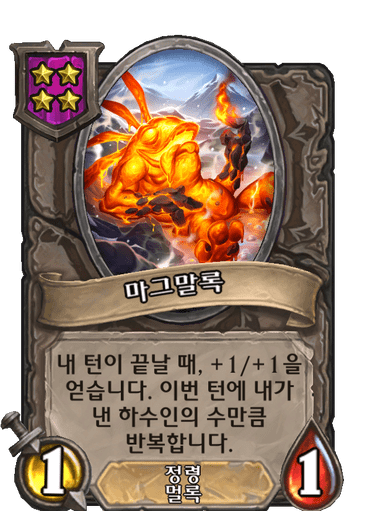 마그말록
내 턴이 끝날 때, +1/+1을
얻습니다. 이번 턴에 내가
낸 하수인의 수만큼
반복합니다.
정령
멀록
1
1